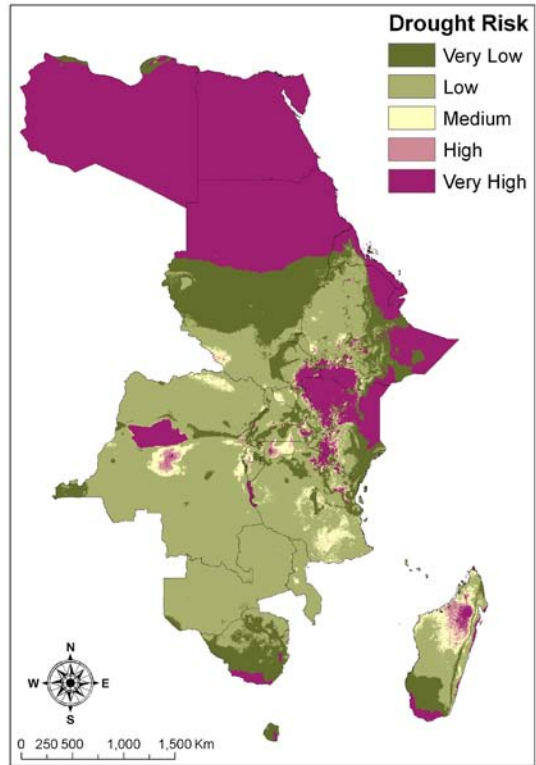 Drought Risk
Very Low
Low
Medium
High
Very High
N
W E
S
0 250 500 1,000 1,500 Km